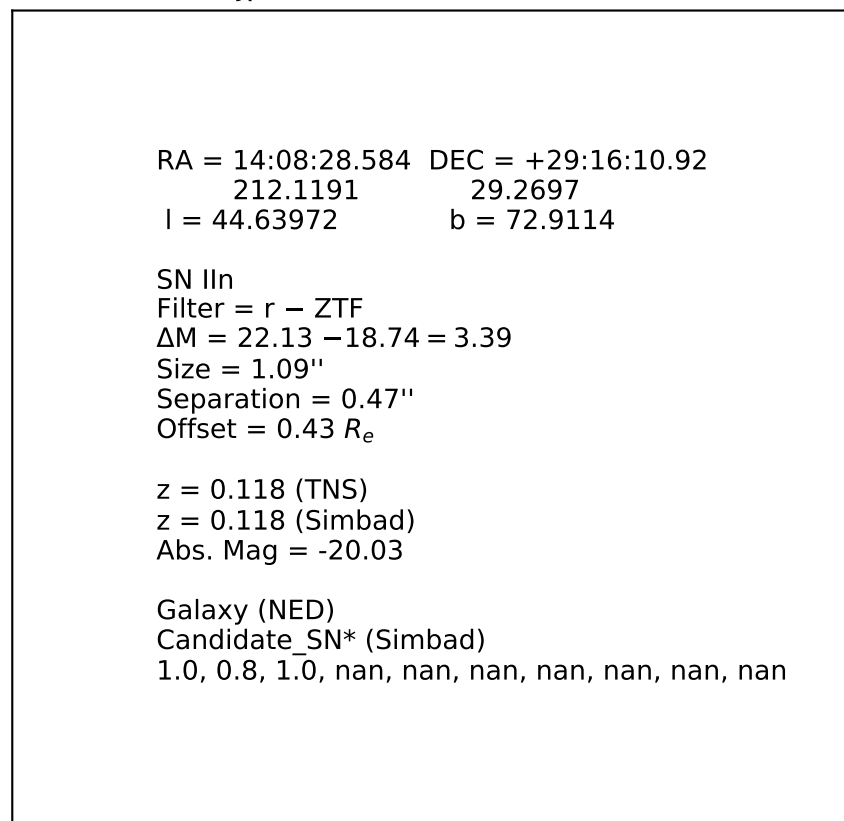 RA = 14:08:28.584  DEC = +29:16:10.92
212.1191  29.2697
l = 44.63972  b = 72.9114
SN IIn
Filter = r − ZTF
ΔM = 22.13 −18.74 = 3.39
Size = 1.09''
Separation = 0.47''
Offset = 0.43 Rₑ
z = 0.118 (TNS)
z = 0.118 (Simbad)
Abs. Mag = -20.03
Galaxy (NED)
Candidate_SN* (Simbad)
1.0, 0.8, 1.0, nan, nan, nan, nan, nan, nan, nan